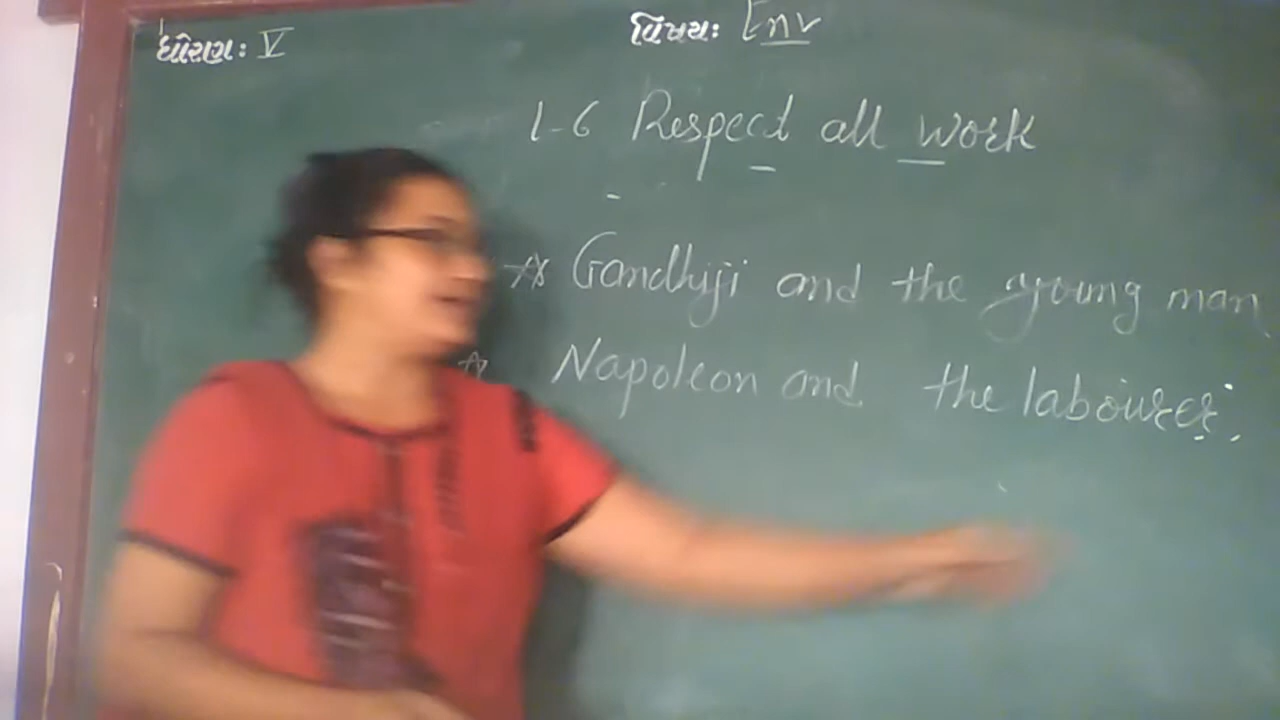 ધોરણ: V વિષય: Env
1-6 Respect all work
☆ Gandhiji and the young man
☆ Napoleon and the labourer.